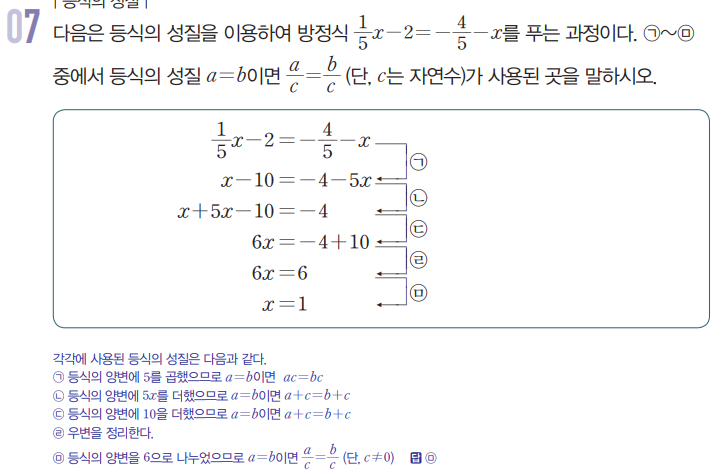 | 등식의 성질 |
07 다음은 등식의 성질을 이용하여 방정식 1/5x-2=-4/5-x를 푸는 과정이다. ㉠~㉤
중에서 등식의 성질 a=b이면 a/c=b/c (단, c는 자연수)가 사용된 곳을 말하시오.
1/5x-2=-4/5-x
㉠
x-10=-4-5x
㉡
x+5x-10=-4
㉢
6x=-4+10
㉣
6x=6
㉤
x=1
각각에 사용된 등식의 성질은 다음과 같다.
㉠ 등식의 양변에 5를 곱했으므로 a=b이면 ac=bc
㉡ 등식의 양변에 5x를 더했으므로 a=b이면 a+c=b+c
㉢ 등식의 양변에 10을 더했으므로 a=b이면 a+c=b+c
㉣ 우변을 정리한다.
㉤ 등식의 양변을 6으로 나누었으므로 a=b이면 a/c=b/c (단, c≠0) 답 ㉤